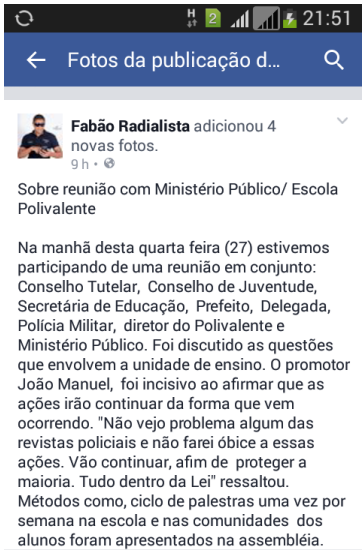 H 2 21:51
Fotos da publicação d...
Fabão Radialista adicionou 4
novas fotos.
9 h •
Sobre reunião com Ministério Público/ Escola
Polivalente
Na manhã desta quarta feira (27) estivemos
participando de uma reunião em conjunto:
Conselho Tutelar, Conselho de Juventude,
Secretária de Educação, Prefeito, Delegada,
Polícia Militar, diretor do Polivalente e
Ministério Público. Foi discutido as questões
que envolvem a unidade de ensino. O promotor
João Manuel, foi incisivo ao afirmar que as
ações irão continuar da forma que vem
ocorrendo. "Não vejo problema algum das
revistas policiais e não farei óbice a essas
ações. Vão continuar, afim de proteger a
maioria. Tudo dentro da Lei" ressaltou.
Métodos como, ciclo de palestras uma vez por
semana na escola e nas comunidades dos
alunos foram apresentados na assembléia.